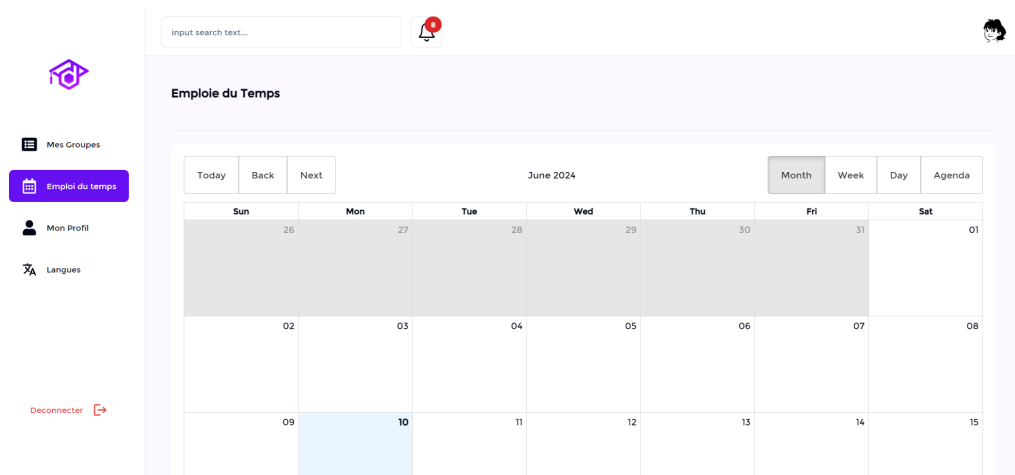 input search text...
8
Emploie du Temps
Mes Groupes
Emploi du temps
Mon Profil
Langues
Deconnecter
Today Back Next
June 2024
Month Week Day Agenda
Sun Mon Tue Wed Thu Fri Sat
26 27 28 29 30 31 01
02 03 04 05 06 07 08
09 10 11 12 13 14 15